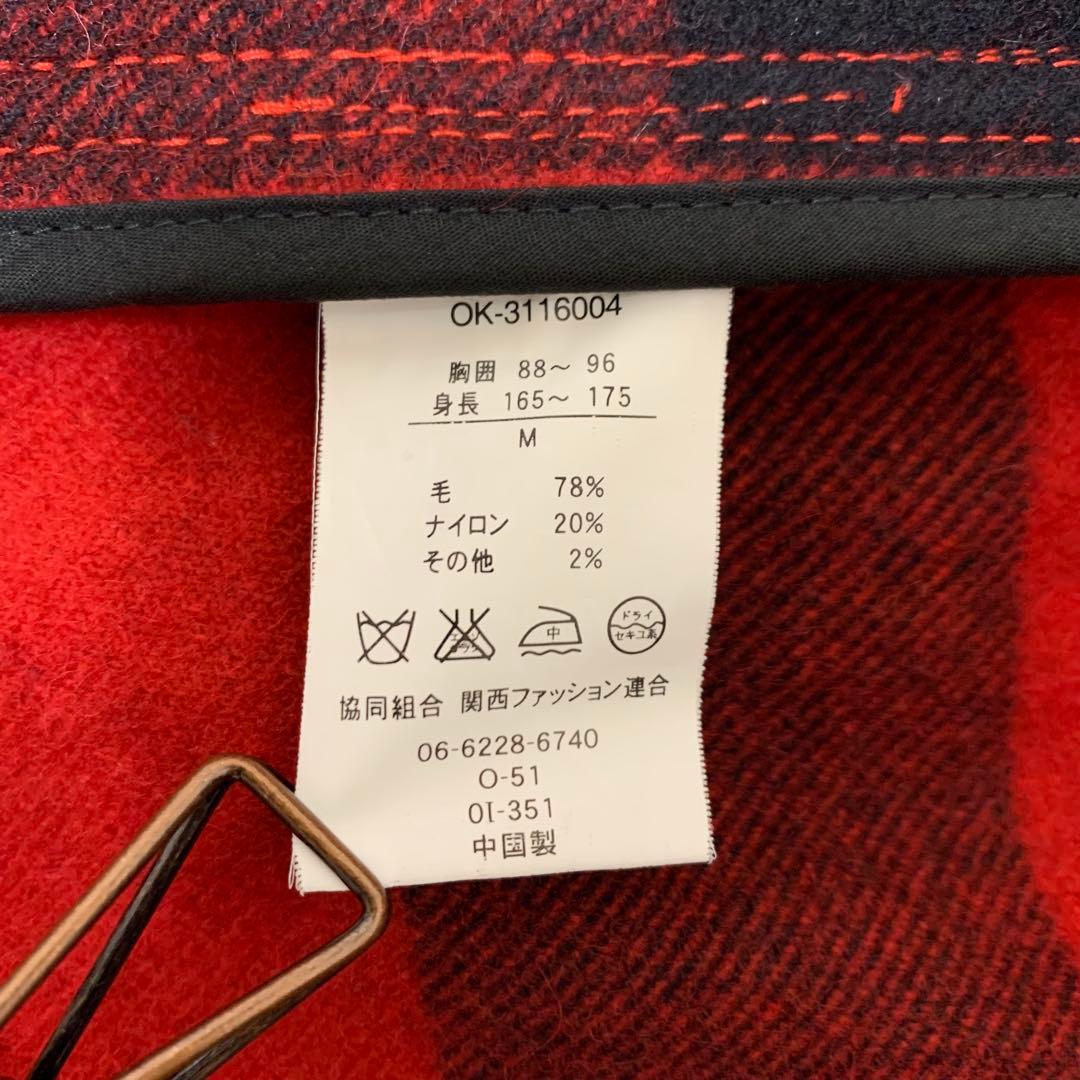 OK-3116004
胸囲 88～ 96
身長 165～ 175
M
毛 78%
ナイロン 20%
その他 2%
中
ドライ
セキユ系
協同組合 関西ファッション連合
06-6228-6740
O-51
OI-351
中国製